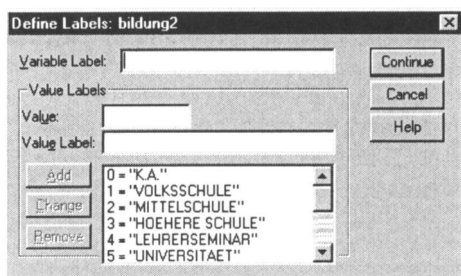 Define Labels: bildung2
Variable Label:
Continue
Value Labels
Cancel
Value:
Help
Value Label:
Add
0 = "K.A."
1 = "VOLKSSCHULE"
Change
2 = "MITTELSCHULE"
3 = "HOEHERE SCHULE"
Remove
4 = "LEHRERSEMINAR"
5 = "UNIVERSITAET"